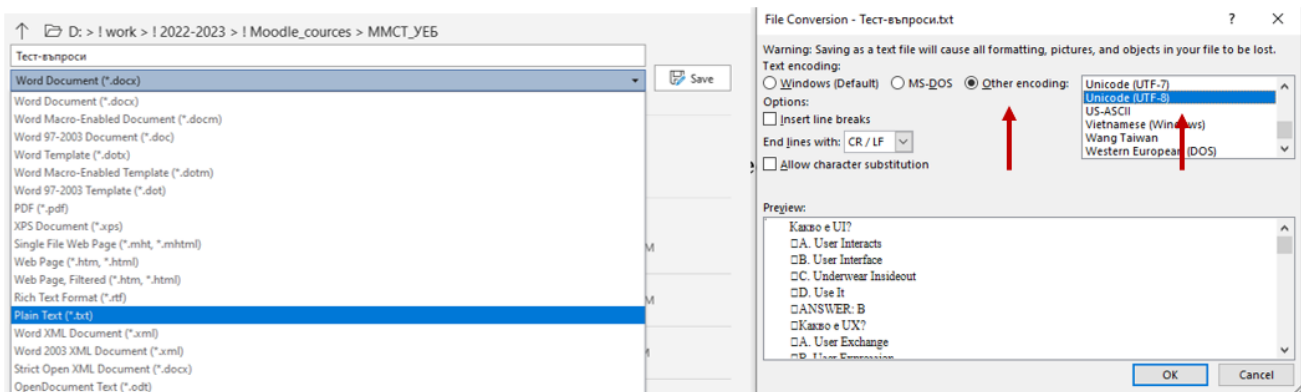 D: > ! work > ! 2022-2023 > ! Moodle_cources > ММСТ_УЕБ
Тест-въпроси
Word Document (*.docx)
Save
Word Document (*.docx)
Word Macro-Enabled Document (*.docm)
Word 97-2003 Document (*.doc)
Word Template (*.dotx)
Word Macro-Enabled Template (*.dotm)
Word 97-2003 Template (*.dot)
PDF (*.pdf)
XPS Document (*.xps)
Single File Web Page (*.mht, *.mhtml)
Web Page (*.htm, *.html)
Web Page, Filtered (*.htm, *.html)
Rich Text Format (*.rtf)
Plain Text (*.txt)
Word XML Document (*.xml)
Word 2003 XML Document (*.xml)
Strict Open XML Document (*.docx)
OpenDocument Text (*.odt)
File Conversion - Тест-въпроси.txt
Warning: Saving as a text file will cause all formatting, pictures, and objects in your file to be lost.
Text encoding:
Windows (Default) MS-DOS Other encoding:
Unicode (UTF-7)
Unicode (UTF-8)
US-ASCII
Vietnamese (Windows)
Wang Taiwan
Western European (DOS)
Options:
Insert line breaks
End lines with: CR / LF
Allow character substitution
Preview:
Какво е UI?
A. User Interacts
B. User Interface
C. Underwear Insideout
D. Use It
ANSWER: B
Какво е UX?
A. User Exchange
OK Cancel